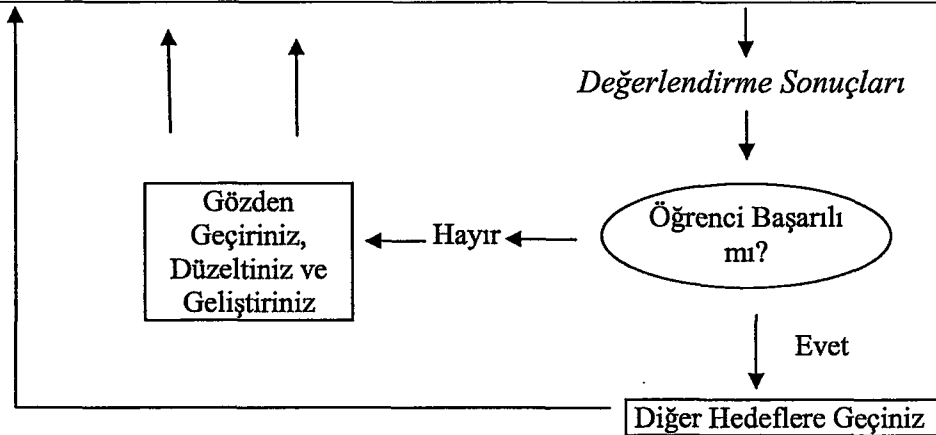 Değerlendirme Sonuçları
Öğrenci Başarılı
mı?
Hayır
Gözden
Geçiriniz,
Düzeltiniz ve
Geliştiriniz
Evet
Diğer Hedeflere Geçiniz